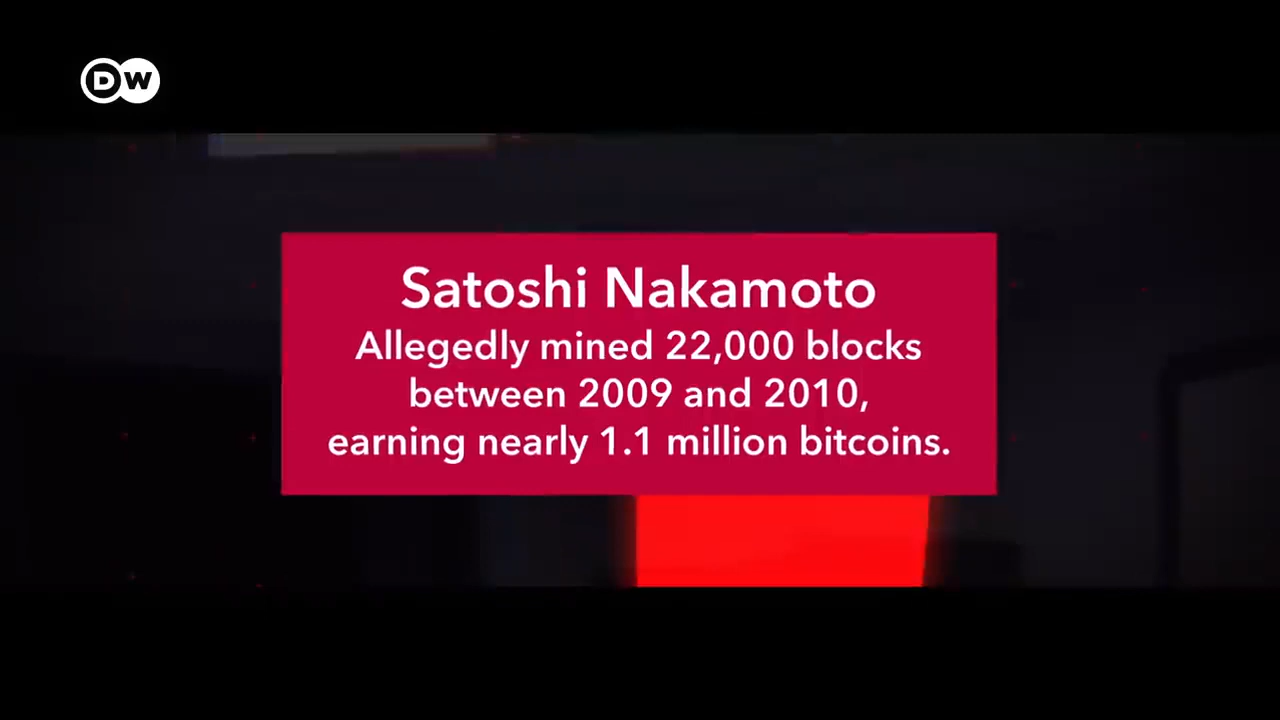 DW
Satoshi Nakamoto
Allegedly mined 22,000 blocks
between 2009 and 2010,
earning nearly 1.1 million bitcoins.